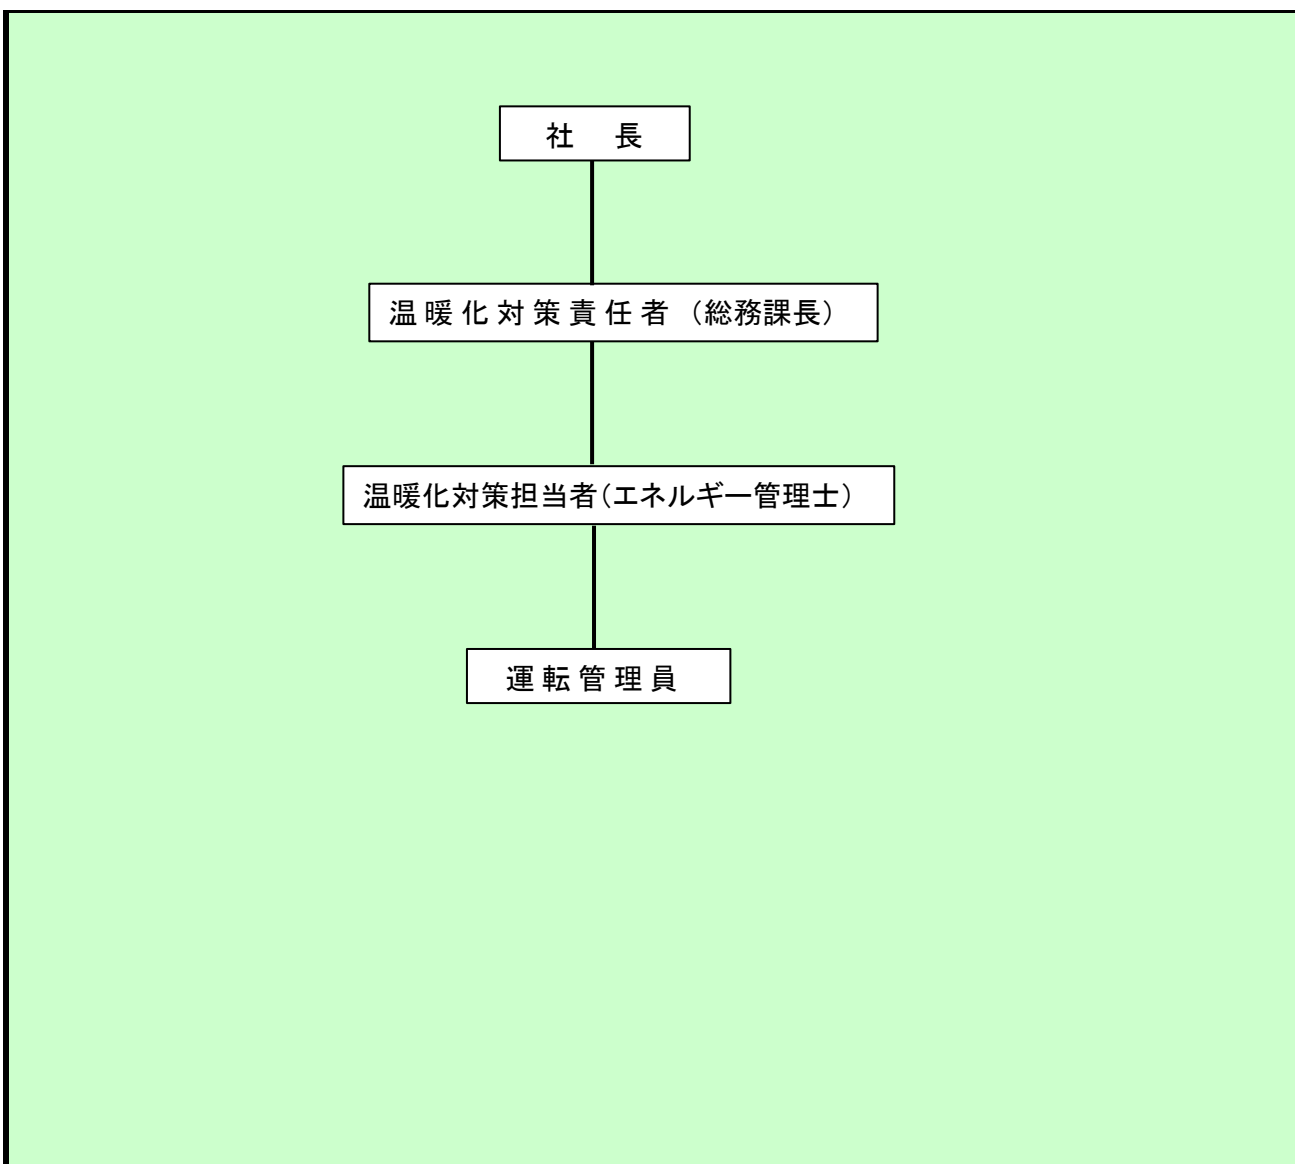 社　長
温 暖 化 対 策 責 任 者 （総務課長）
温暖化対策担当者（エネルギー管理士）
運 転 管 理 員